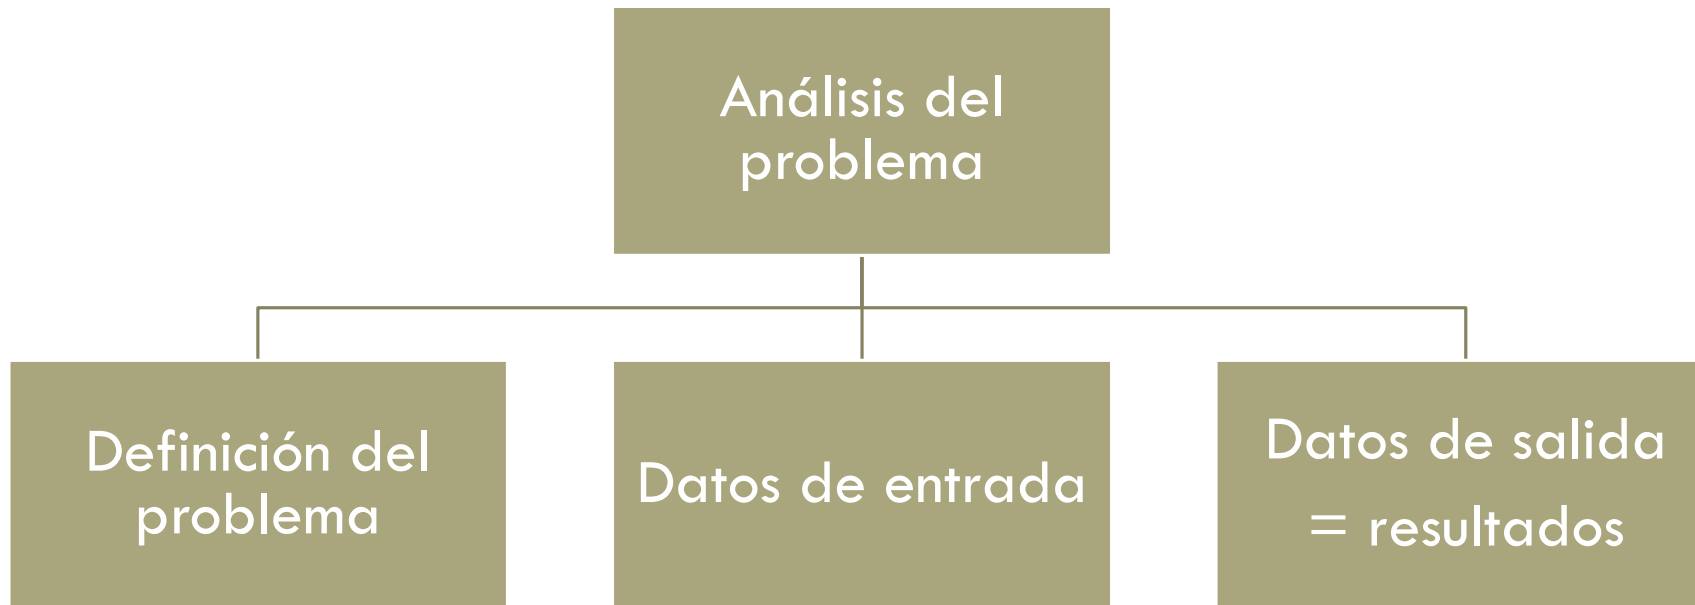 Análisis del
problema
Definición del
problema
Datos de entrada
Datos de salida
= resultados